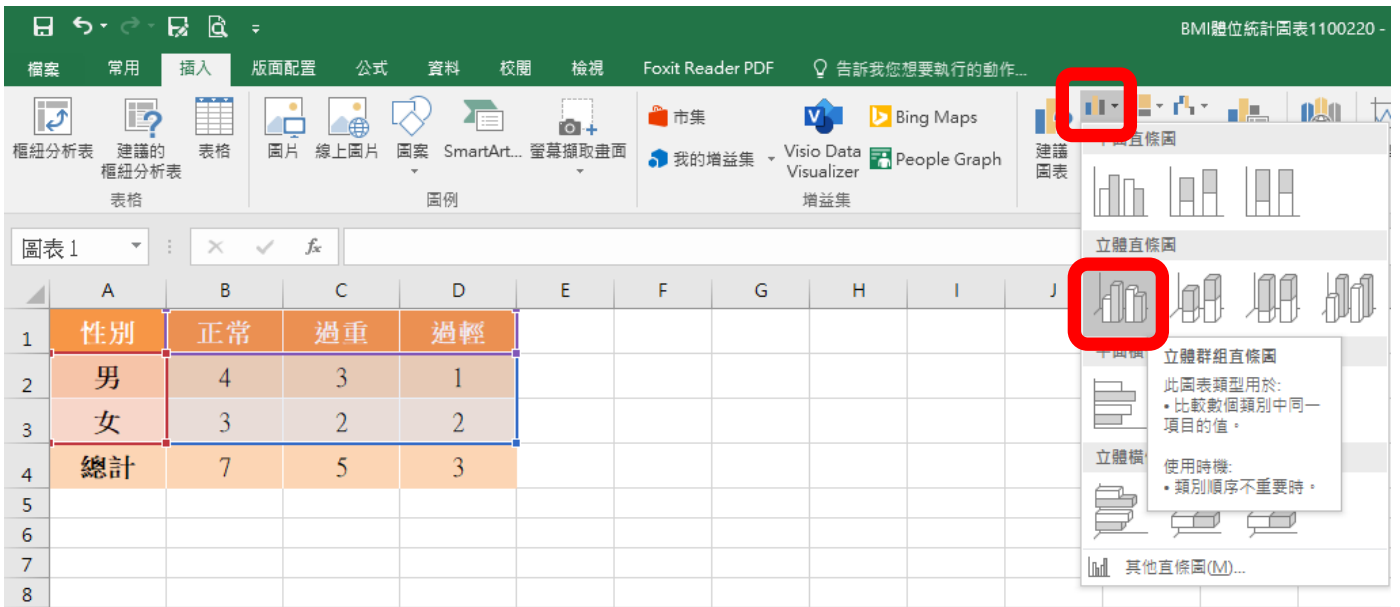 BMI體位統計圖表1100220 -
檔案 常用 插入 版面配置 公式 資料 校閱 檢視 Foxit Reader PDF 告訴我您想要執行的動作...
樞紐分析表 建議的 樞紐分析表 表格
圖片 線上圖片 圖案 SmartArt... 螢幕擷取畫面
市集
我的增益集
Visio Data Visualizer
Bing Maps
People Graph
建議 圖表
表格 圖例 增益集
圖表 1 fx
A B C D E F G H I J
1 性別 正常 過重 過輕
2 男 4 3 1
3 女 3 2 2
4 總計 7 5 3
5
6
7
8
平面直條圖
立體直條圖
立體群組直條圖
此圖表類型用於:
• 比較數個類別中同一
項目的值。
使用時機:
• 類別順序不重要時。
平面橫
立體橫
其他直條圖(M)...